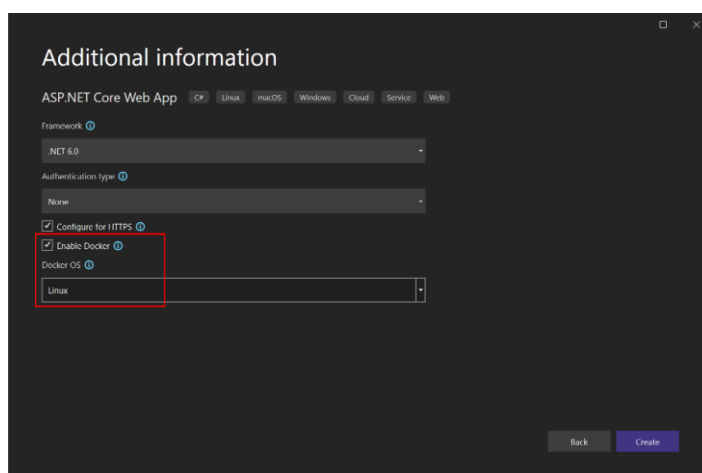 Additional information
ASP.NET Core Web App C# Linux macOS Windows Cloud Service Web
Framework
.NET 6.0
Authentication type
None
Configure for HTTPS
Enable Docker
Docker OS
Linux
Back Create